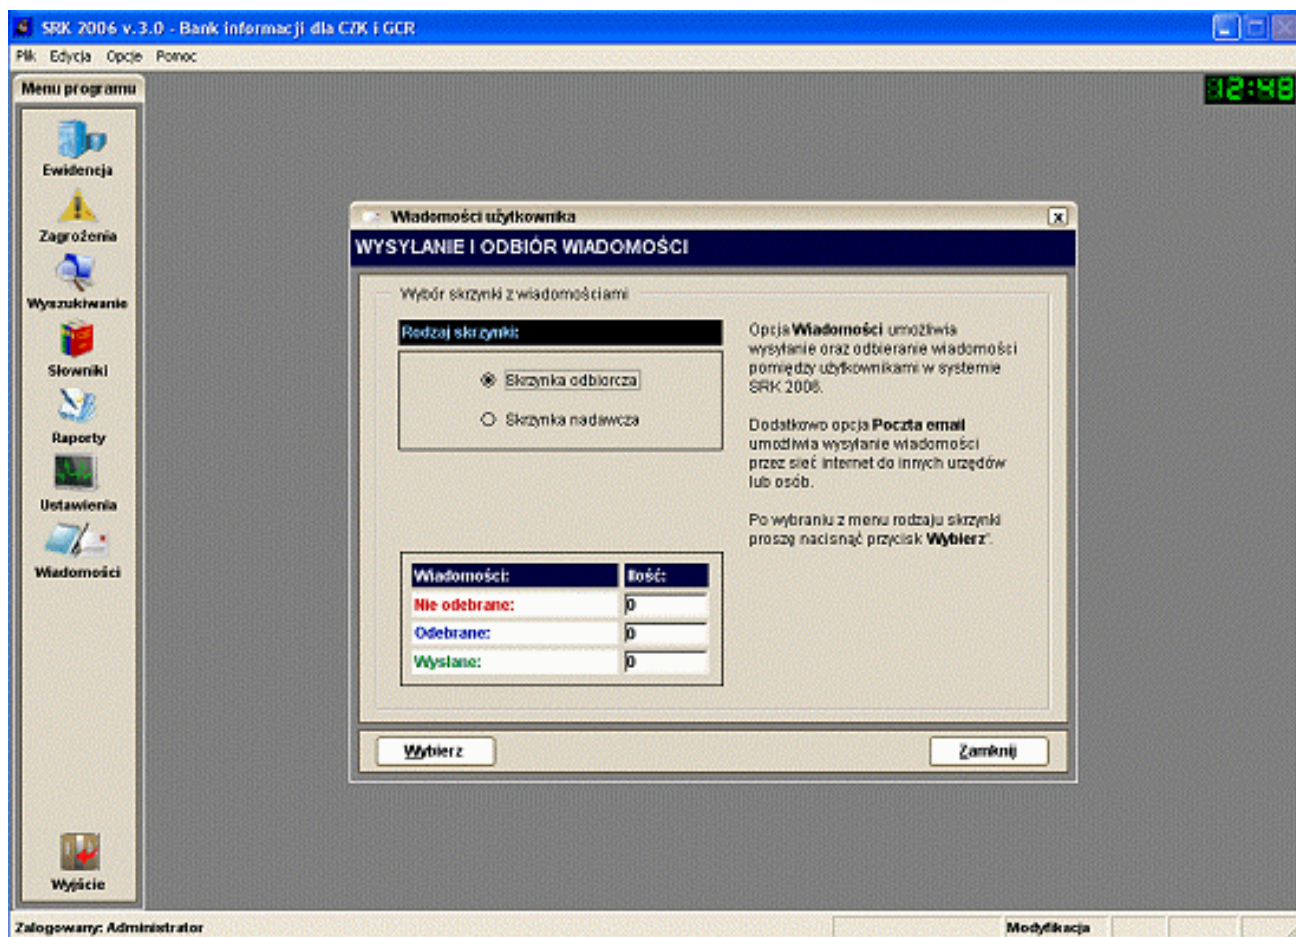 SRK 2006 v.3.0 - Bank informacji dla CZK i GCR
Plik Edycja Opcje Pomoc
Menu programu
12:48
Ewidencja
Zagrożenia
Wyszukiwanie
Słowniki
Raporty
Ustawienia
Wiadomości
Wyjście
Wiadomości użytkownika
WYSYŁANIE I ODBIÓR WIADOMOŚCI
Wybór skrzynki z wiadomościami
Rodzaj skrzynki:
Skrzynka odbiorcza
Skrzynka nadawcza
Opcja Wiadomości umożliwia
wysyłanie oraz odbieranie wiadomości
pomiędzy użytkownikami w systemie
SRK 2006.
Dodatkowo opcja Poczta email
umożliwia wysyłanie wiadomości
przez sieć internet do innych urzędów
lub osób.
Po wybraniu z menu rodzaju skrzynki
proszę nacisnąć przycisk Wybierz".
Wiadomości: Ilość:
Nie odebrane: 0
Odebrane: 0
Wysłane: 0
Wybierz
Zamknij
Zalogowany: Administrator
Modyfikacja